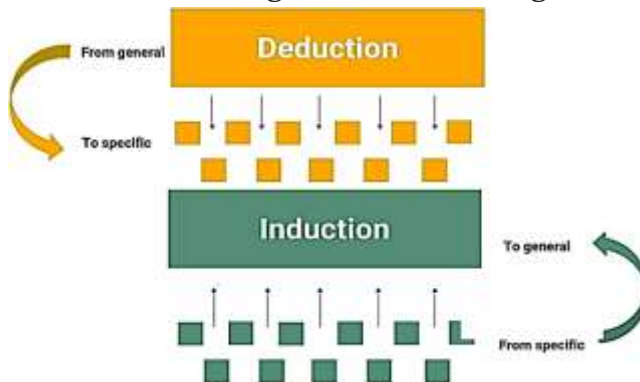 From general
Deduction
To specific
Induction
To general
From specific